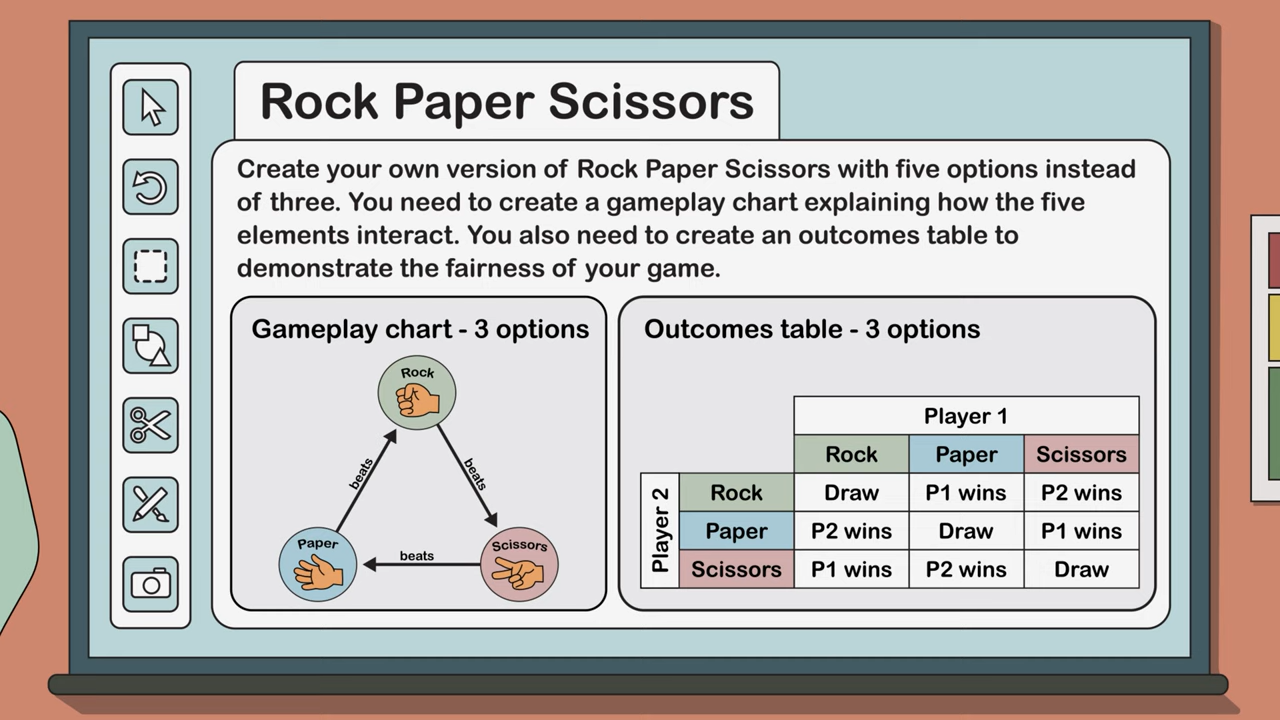 Rock Paper Scissors
Create your own version of Rock Paper Scissors with five options instead
of three. You need to create a gameplay chart explaining how the five
elements interact. You also need to create an outcomes table to
demonstrate the fairness of your game.
Gameplay chart - 3 options
Rock
beats
beats
Paper
beats
Scissors
Outcomes table - 3 options
Player 1
Rock Paper Scissors
Player 2
Rock Draw P1 wins P2 wins
Paper P2 wins Draw P1 wins
Scissors P1 wins P2 wins Draw